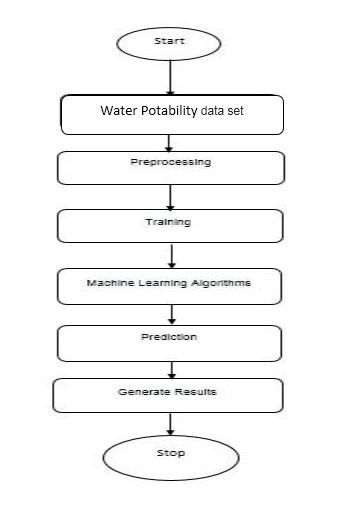 Start
Water Potability data set
Preprocessing
Training
Machine Learning Algorithms
Prediction
Generate Results
Stop